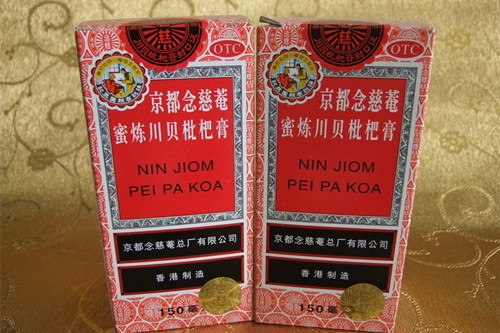 OTC
京都念慈菴
蜜炼川贝枇杷膏
NIN JIOM
PEI PA KOA
京都念慈菴总厂有限公司
香港制造
150毫
OTC
京都念慈菴
蜜炼川贝枇杷膏
NIN JIOM
PEI PA KOA
京都念慈菴总厂有限公司
香港制造
150毫